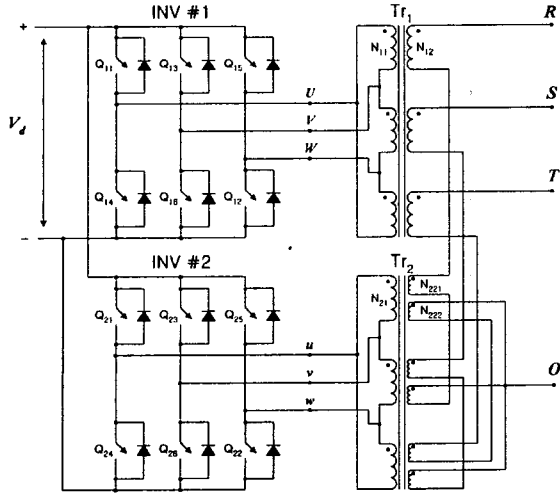 INV #1
Tr1
R
+
N11
N12
Q11
Q13
Q15
U
S
Vd
V
W
T
Q14
Q16
Q12
−
INV #2
Tr2
N21
N221
N222
Q21
Q23
Q25
u
v
O
w
Q24
Q26
Q22